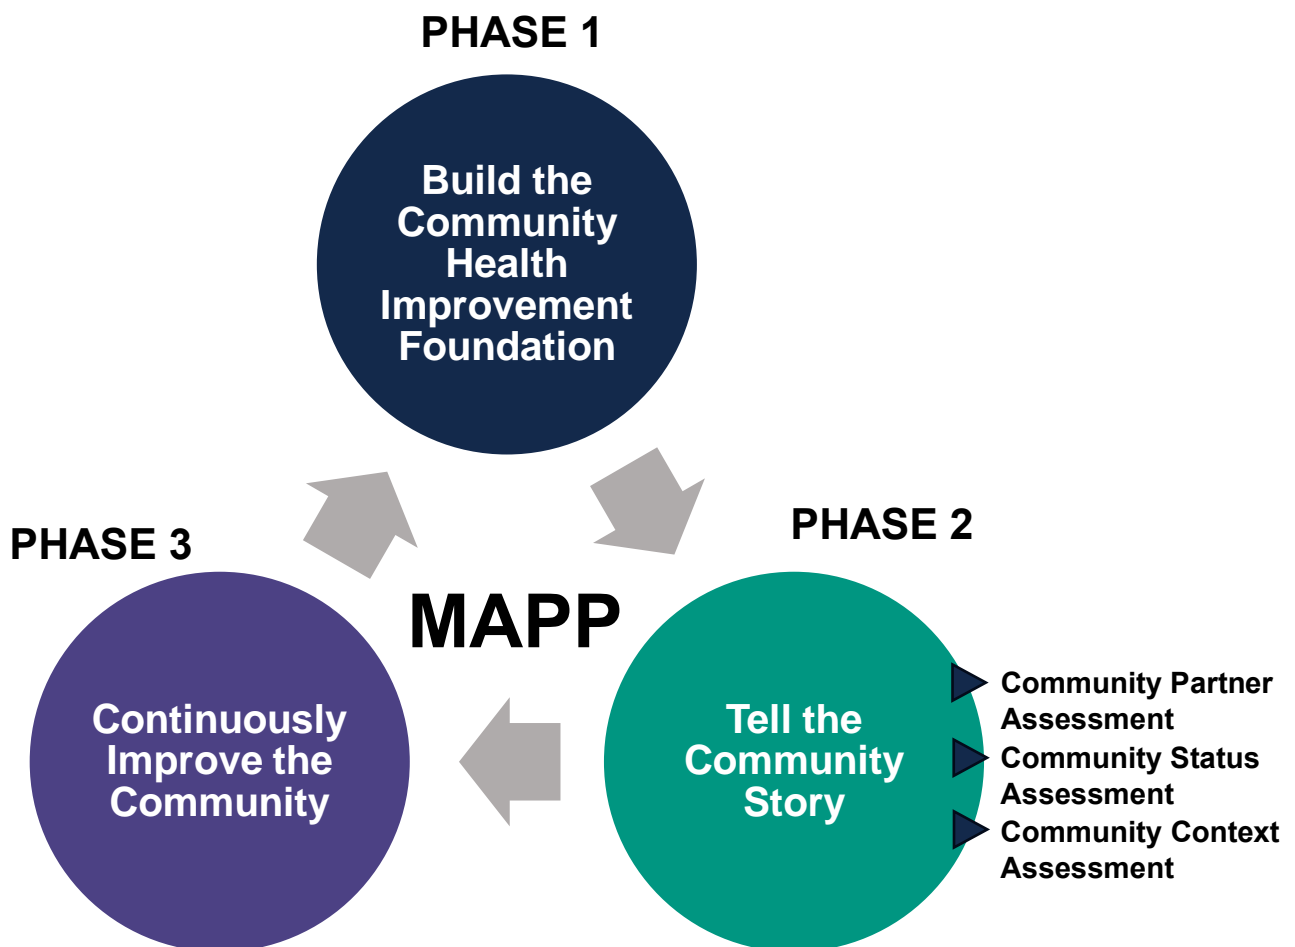 PHASE 1
Build the
Community
Health
Improvement
Foundation
PHASE 2
Tell the
Community
Story
Community Partner
Assessment
Community Status
Assessment
Community Context
Assessment
PHASE 3
Continuously
Improve the
Community
MAPP